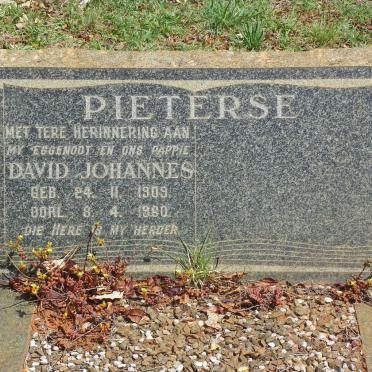 PIETERSE
MET TERE HERINNERING AAN
MY EGGENOOT EN ONS PAPPIE
DAVID JOHANNES
GEB. 24. 11. 1909.
OORL. 8. 4. 1980.
DIE HERE IS MY HERDER